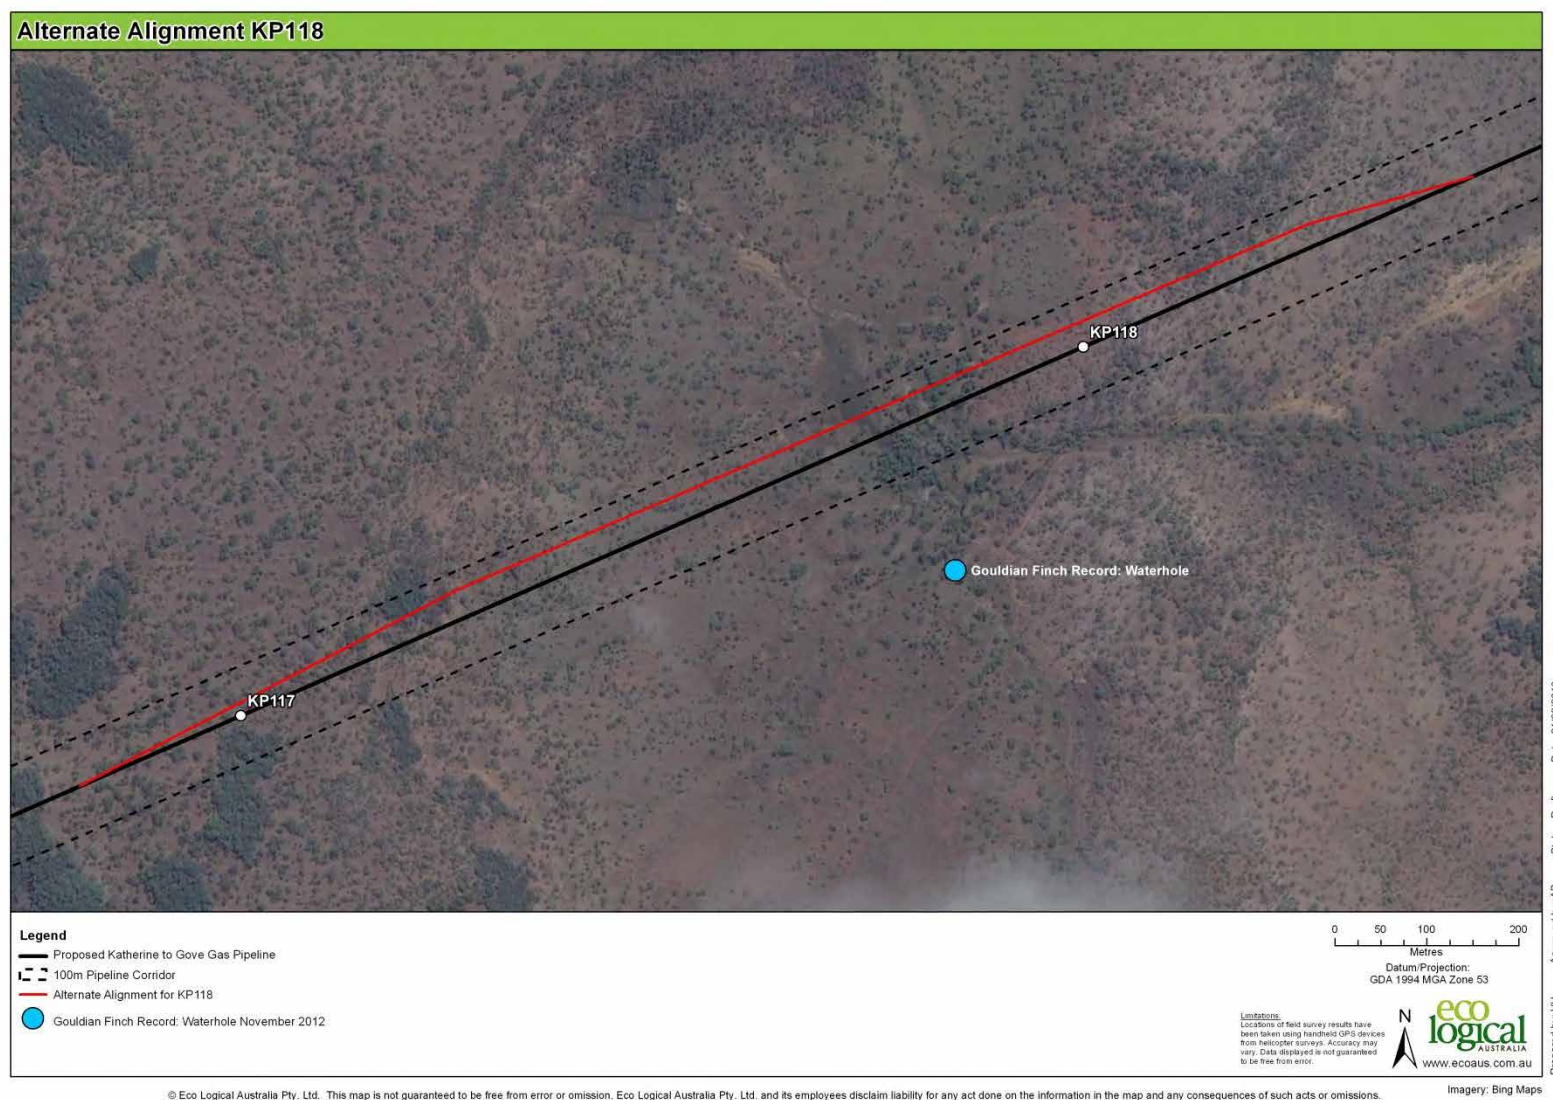 Alternate Alignment KP118
KP118
Gouldian Finch Record: Waterhole
KP117
Legend
Proposed Katherine to Gove Gas Pipeline
100m Pipeline Corridor
Alternate Alignment for KP118
Gouldian Finch Record: Waterhole November 2012
0 50 100 200
Metres
Datum/Projection:
GDA 1994 MGA Zone 53
Limitations:
Locations of field survey results have
been taken using handheld GPS devices
from helicopter surveys. Accuracy may
vary. Data displayed is not guaranteed
to be free from error.
N
eco
logical
AUSTRALIA
www.ecoaus.com.au
© Eco Logical Australia Pty. Ltd. This map is not guaranteed to be free from error or omission. Eco Logical Australia Pty. Ltd. and its employees disclaim liability for any act done on the information in the map and any consequences of such acts or omissions.
Imagery: Bing Maps